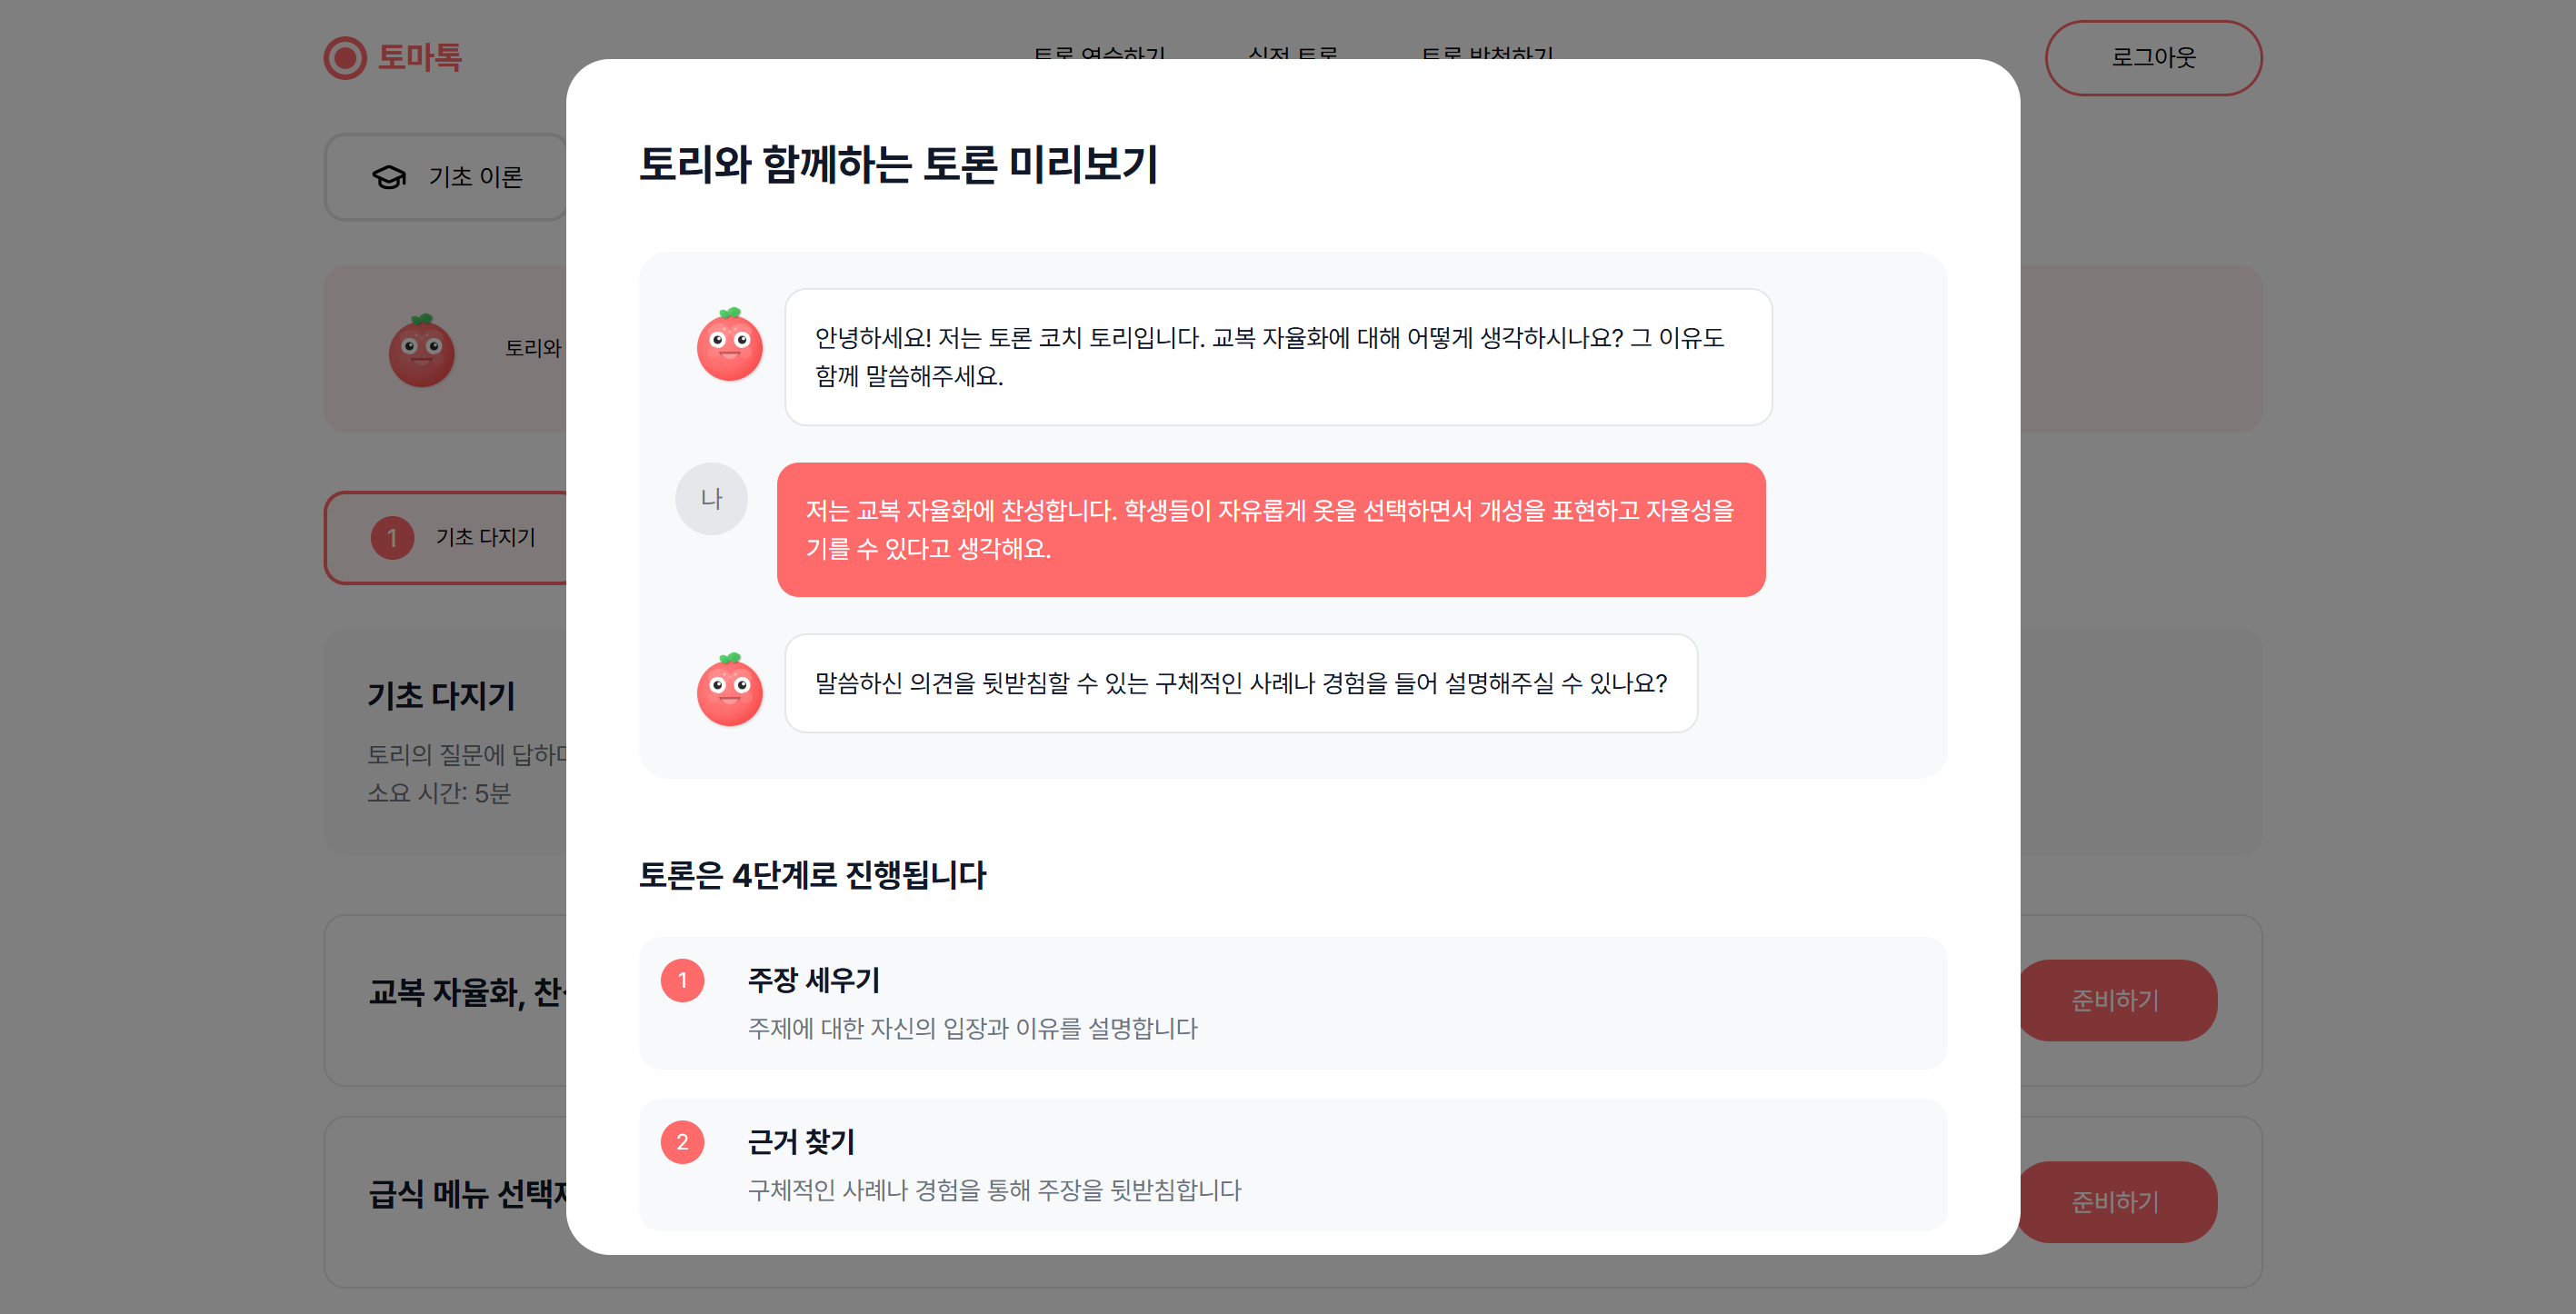 토마톡
로그아웃
기초 이론
토리와
1 기초 다지기
기초 다지기
토리의 질문에 답하
소요 시간: 5분
교복 자율화,
급식 메뉴
준비하기
준비하기
토리와 함께하는 토론 미리보기
안녕하세요! 저는 토론 코치 토리입니다. 교복 자율화에 대해 어떻게 생각하시나요? 그 이유도
함께 말씀해주세요.
나
저는 교복 자율화에 찬성합니다. 학생들이 자유롭게 옷을 선택하면서 개성을 표현하고 자율성을
기를 수 있다고 생각해요.
말씀하신 의견을 뒷받침할 수 있는 구체적인 사례나 경험을 들어 설명해주실 수 있나요?
토론은 4단계로 진행됩니다
1 주장 세우기
주제에 대한 자신의 입장과 이유를 설명합니다
2 근거 찾기
구체적인 사례나 경험을 통해 주장을 뒷받침합니다